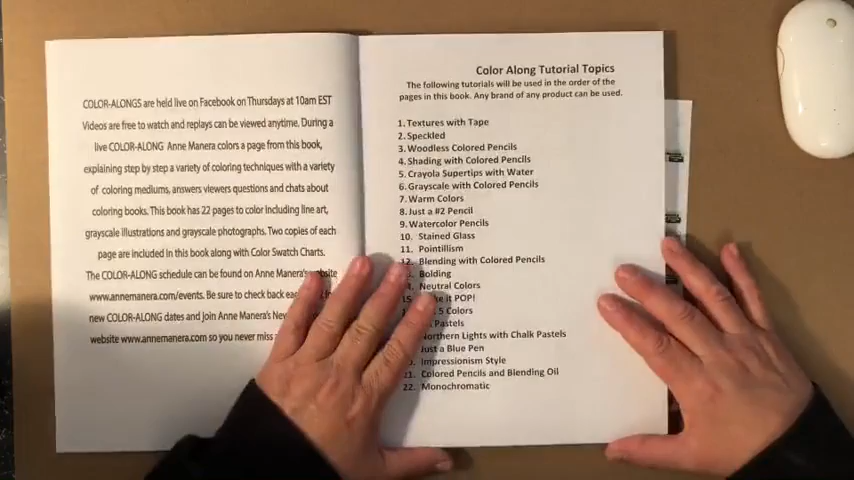 COLOR-ALONGS are held live on Facebook on Thursdays at 10am EST
Videos are free to watch and replays can be viewed anytime. During a
live COLOR-ALONG Anne Manera colors a page from this book,
explaining step by step a variety of coloring techniques with a variety
of coloring mediums, answers viewers questions and chats about
coloring books. This book has 22 pages to color including line art,
grayscale illustrations and grayscale photographs. Two copies of each
page are included in this book along with Color Swatch Charts.
The COLOR-ALONG schedule can be found on Anne Manera's website
www.annemanera.com/events. Be sure to check back
new COLOR-ALONG dates and join Anne Manera's
website www.annemanera.com so you never miss
Color Along Tutorial Topics
The following tutorials will be used in the order of the
pages in this book. Any brand of any product can be used.
1. Textures with Tape
2. Speckled
3. Woodless Colored Pencils
4. Shading with Colored Pencils
5. Crayola Supertips with Water
6. Grayscale with Colored Pencils
7. Warm Colors
8. Just a #2 Pencil
9. Watercolor Pencils
10. Stained Glass
11. Pointillism
12. Blending with Colored Pencils
Bolding
Neutral Colors
15 it POP!
5 Colors
Pastels
Northern Lights with Chalk Pastels
Just a Blue Pen
Impressionism Style
21. Colored Pencils and Blending Oil
22. Monochromatic